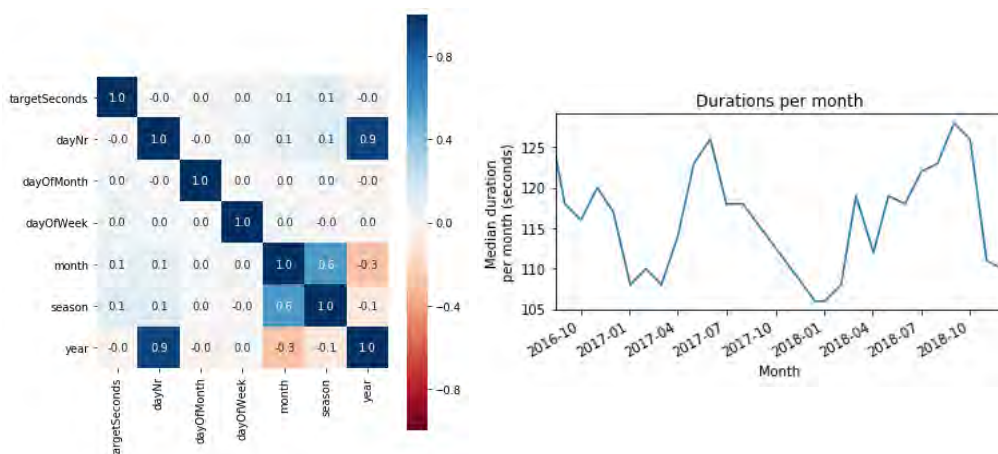 targetSeconds 1.0 -0.0 0.0 0.0 0.1 0.1 -0.0
dayNr -0.0 1.0 -0.0 0.0 0.1 0.1 0.9
dayOfMonth 0.0 -0.0 1.0 0.0 0.0 0.0 -0.0
dayOfWeek 0.0 0.0 0.0 1.0 0.0 -0.0 0.0
month 0.1 0.1 0.0 0.0 1.0 0.6 -0.3
season 0.1 0.1 0.0 -0.0 0.6 1.0 -0.1
year -0.0 0.9 -0.0 0.0 -0.3 -0.1 1.0
targetSeconds dayNr dayOfMonth dayOfWeek month season year
0.8
0.4
0.0
−0.4
−0.8
Durations per month
Median duration
per month (seconds)
125
120
115
110
105
2016-10 2017-01 2017-04 2017-07 2017-10 2018-01 2018-04 2018-07 2018-10
Month